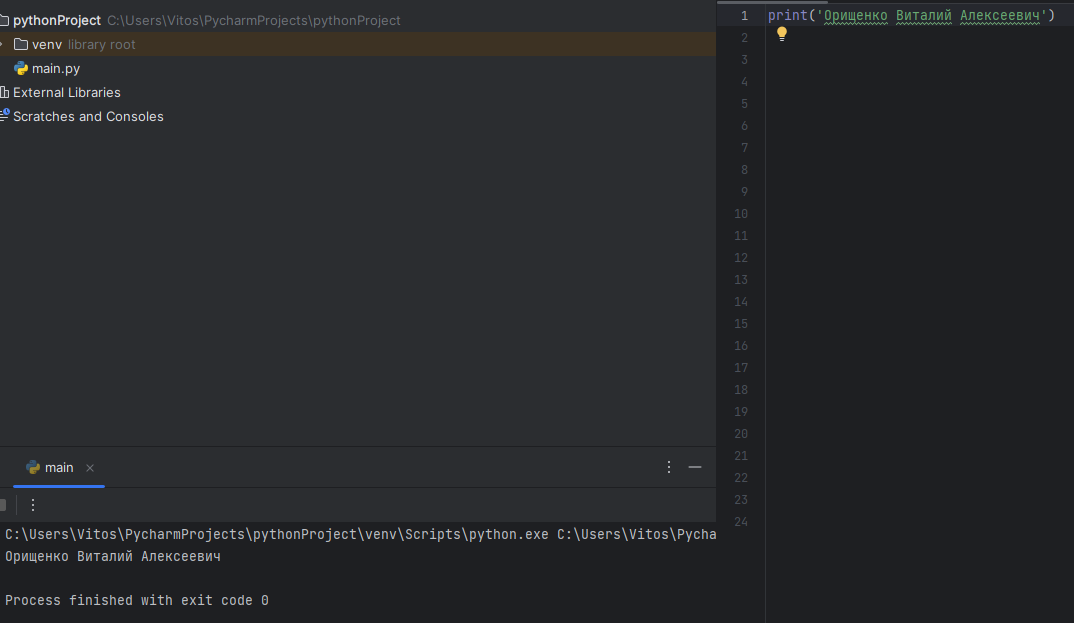 pythonProject C:\Users\Vitos\PycharmProjects\pythonProject
venv library root
main.py
External Libraries
Scratches and Consoles
1 print('Орищенко Виталий Алексеевич')
2
3
4
5
6
7
8
9
10
11
12
13
14
15
16
17
18
19
20
21
22
23
24
main
C:\Users\Vitos\PycharmProjects\pythonProject\venv\Scripts\python.exe C:\Users\Vitos\Pycha
Орищенко Виталий Алексеевич
Process finished with exit code 0